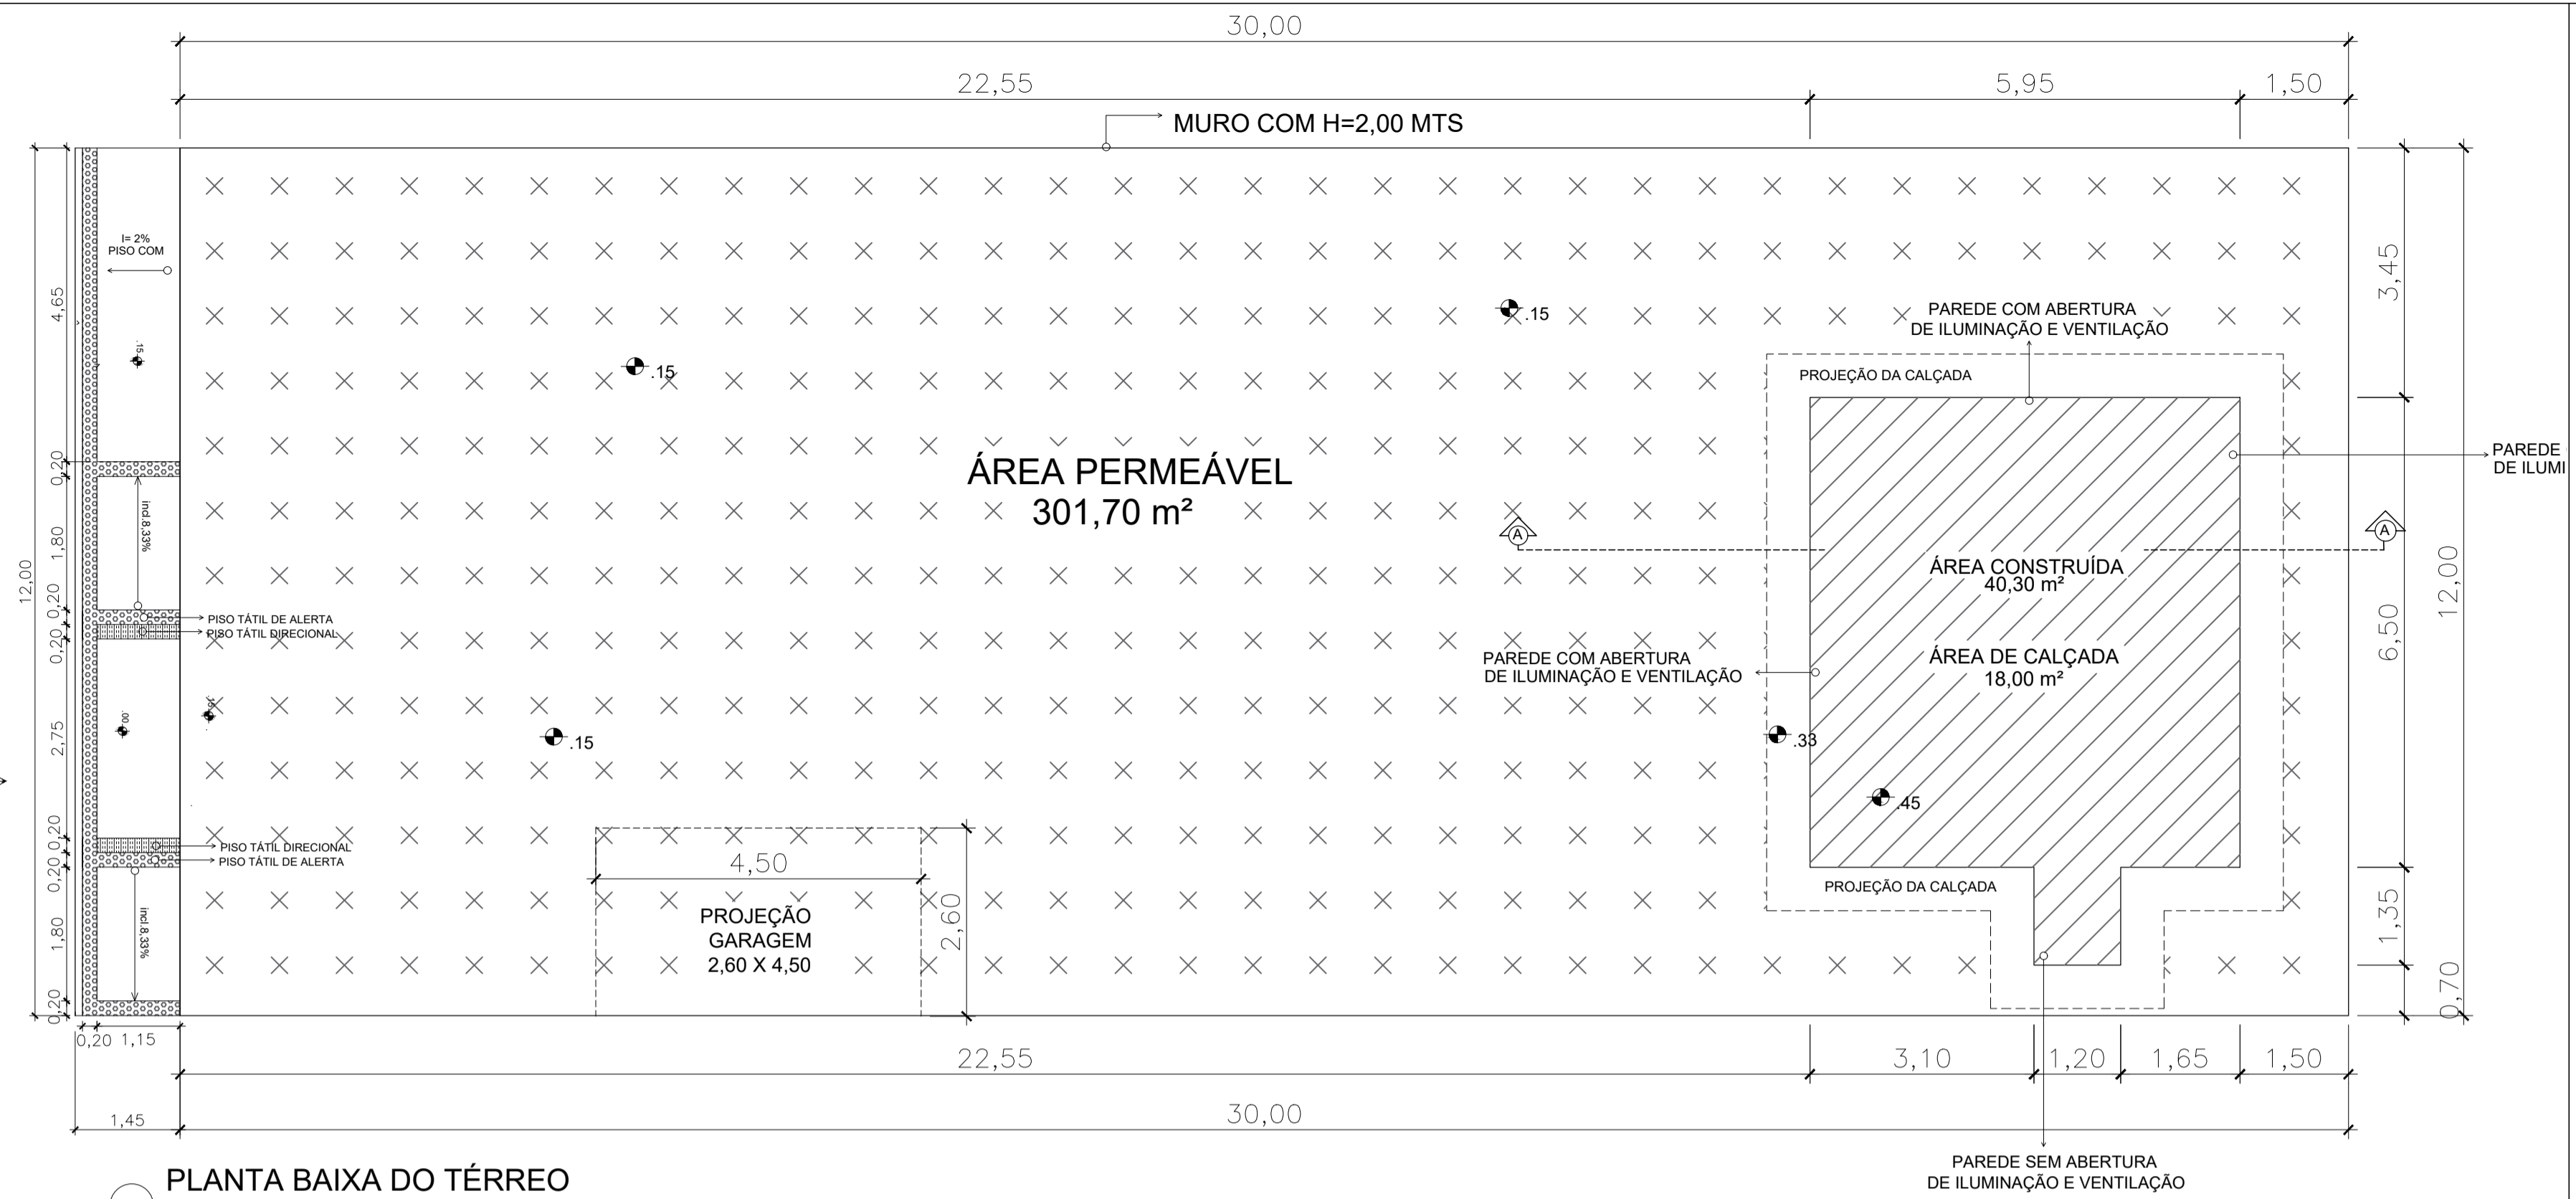 30,00
22,55
5,95
1,50
MURO COM H=2,00 MTS
I= 2%
PISO COM
4,65
.15
0,20
incl.8,33%
1,80
12,00
0,20
0,20
PISO TÁTIL DE ALERTA
PISO TÁTIL DIRECIONAL
.15
.00
2,75
0,20
0,20
PISO TÁTIL DIRECIONAL
PISO TÁTIL DE ALERTA
incl.8,33%
1,80
0,20
0,20 1,15
1,45
.15
.15
.15
ÁREA PERMEÁVEL
301,70 m²
4,50
2,60
PROJEÇÃO
GARAGEM
2,60 X 4,50
PAREDE COM ABERTURA
DE ILUMINAÇÃO E VENTILAÇÃO
PROJEÇÃO DA CALÇADA
PAREDE
DE ILUMI
A
A
ÁREA CONSTRUÍDA
40,30 m²
ÁREA DE CALÇADA
18,00 m²
PAREDE COM ABERTURA
DE ILUMINAÇÃO E VENTILAÇÃO
.33
.45
PROJEÇÃO DA CALÇADA
3,45
6,50
12,00
1,35
0,70
22,55
3,10
1,20
1,65
1,50
30,00
PAREDE SEM ABERTURA
DE ILUMINAÇÃO E VENTILAÇÃO
PLANTA BAIXA DO TÉRREO